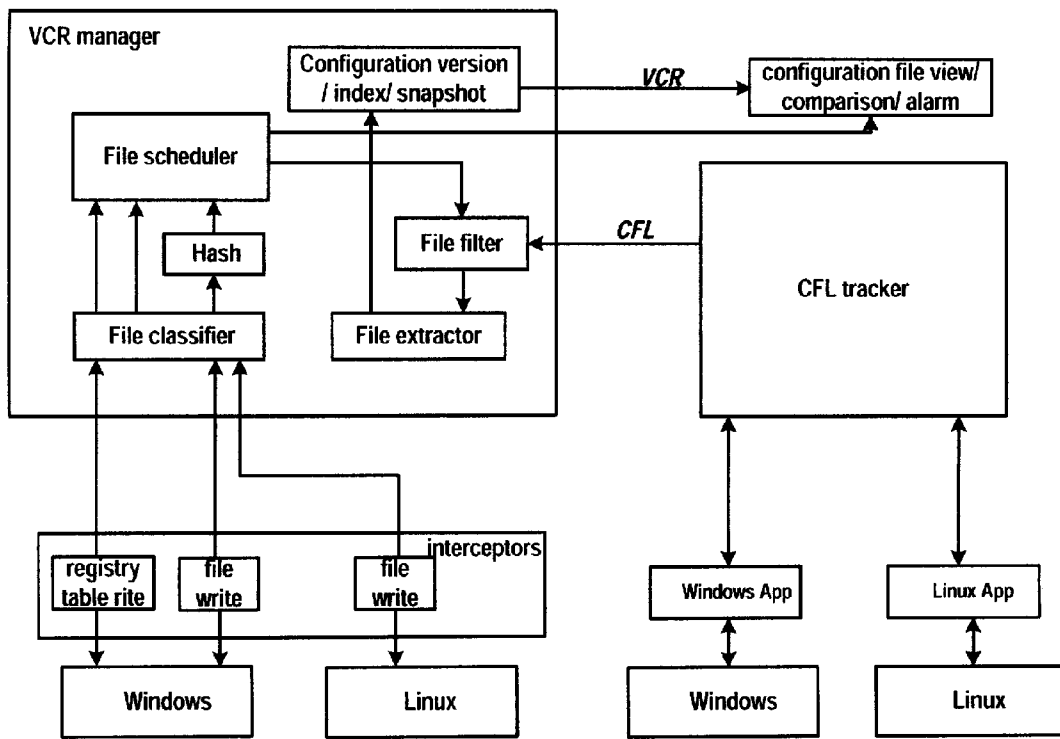 VCR manager
Configuration version
/ index/ snapshot
VCR
configuration file view/
comparison/ alarm
File scheduler
File filter
CFL
CFL tracker
Hash
File classifier
File extractor
interceptors
registry
table rite
file
write
file
write
Windows App
Linux App
Windows
Linux
Windows
Linux